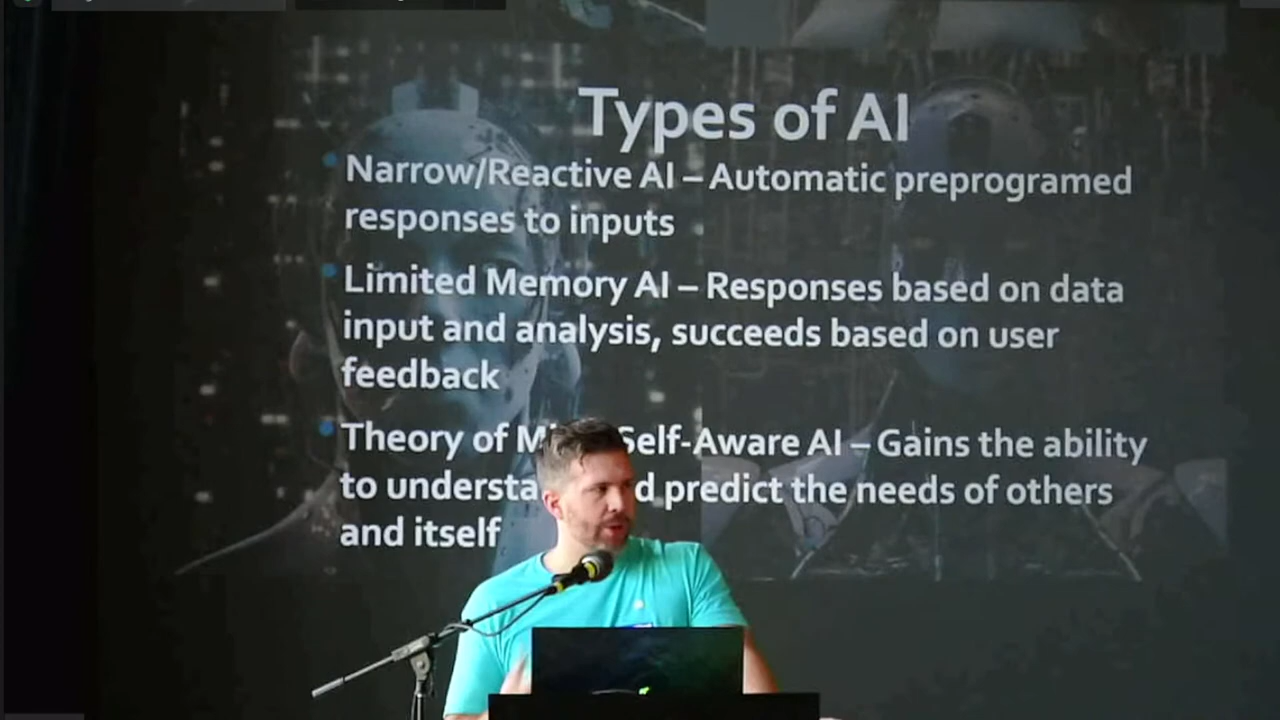 Types of AI
Narrow/Reactive AI – Automatic preprogramed
responses to inputs
Limited Memory AI – Responses based on data
input and analysis, succeeds based on user
feedback
Theory of Self-Aware AI – Gains the ability
to predict the needs of others
and itself